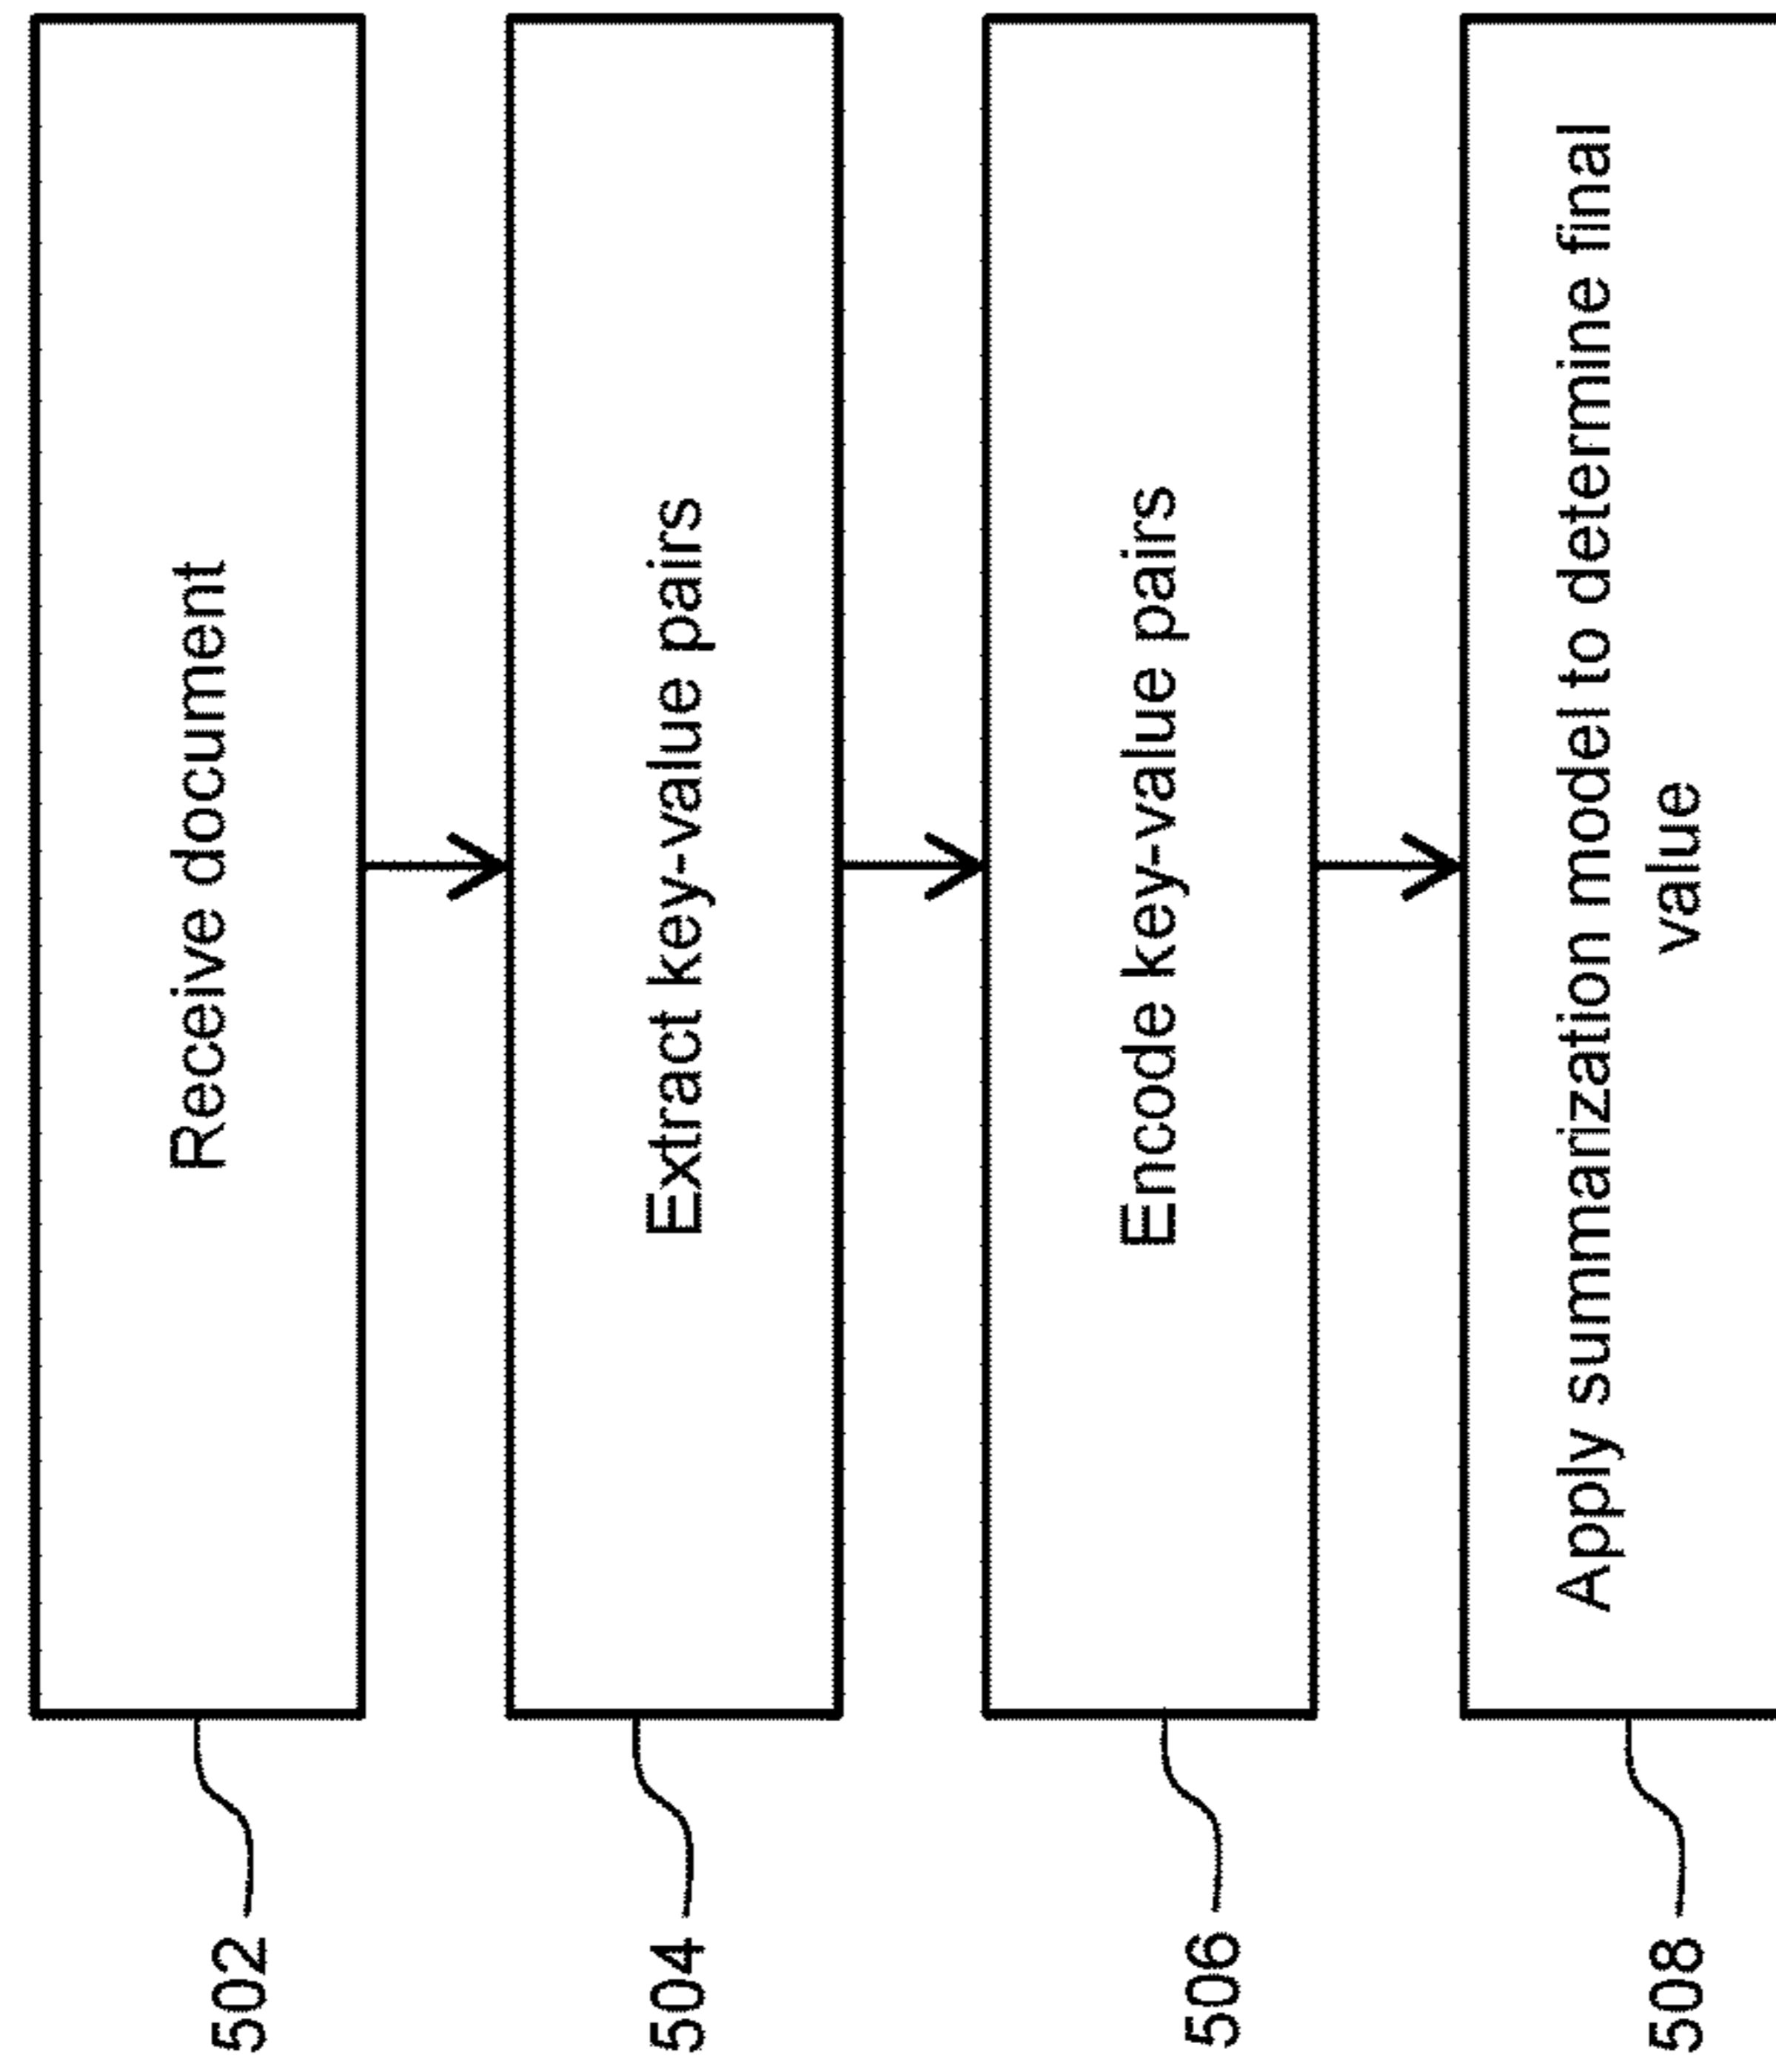 502
Receive document
504
Extract key-value pairs
506
Encode key-value pairs
508
Apply summarization model to determine final
value